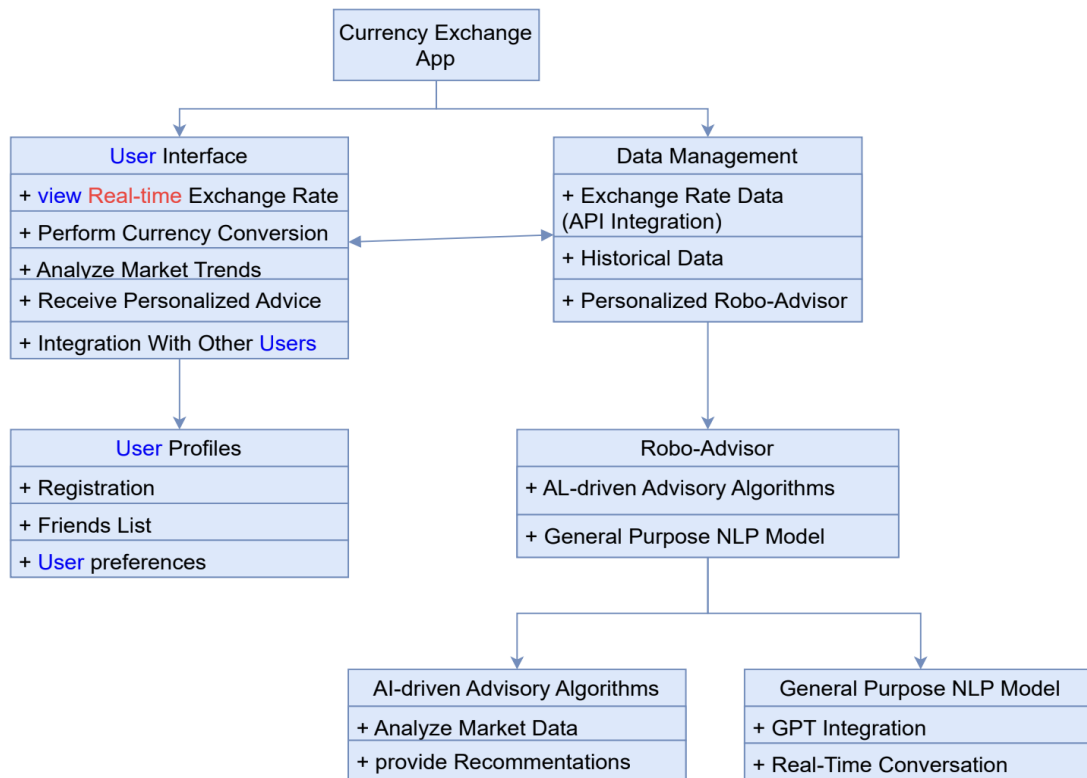 Currency Exchange
App
User Interface
+ view Real-time Exchange Rate
+ Perform Currency Conversion
+ Analyze Market Trends
+ Receive Personalized Advice
+ Integration With Other Users
Data Management
+ Exchange Rate Data
(API Integration)
+ Historical Data
+ Personalized Robo-Advisor
User Profiles
+ Registration
+ Friends List
+ User preferences
Robo-Advisor
+ AL-driven Advisory Algorithms
+ General Purpose NLP Model
AI-driven Advisory Algorithms
+ Analyze Market Data
+ provide Recommentations
General Purpose NLP Model
+ GPT Integration
+ Real-Time Conversation